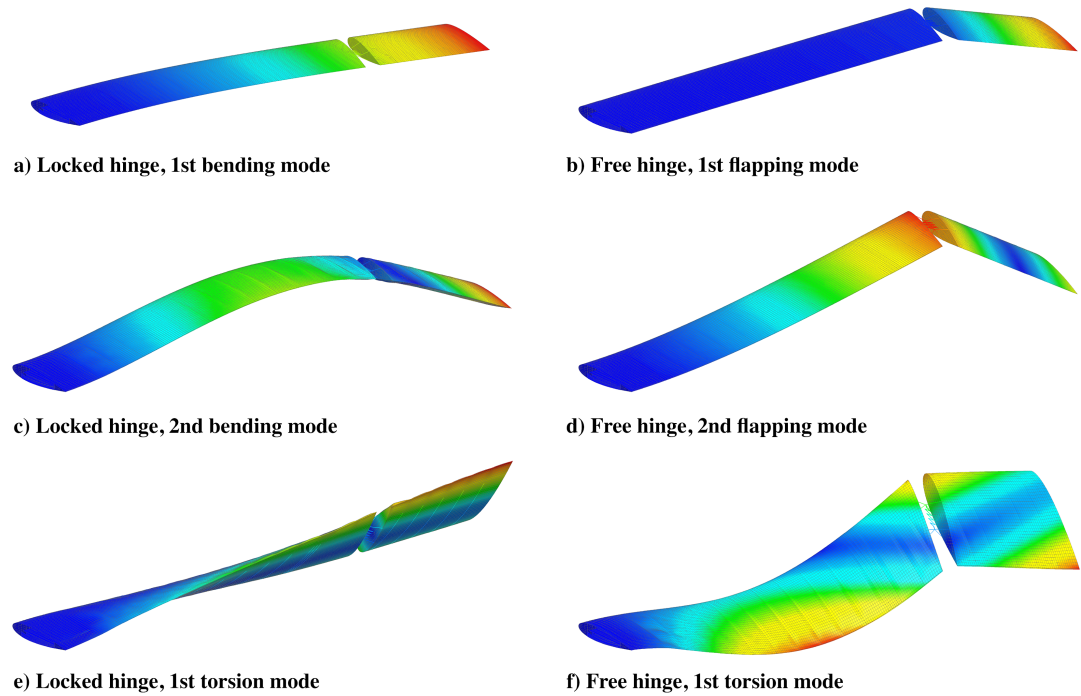 a) Locked hinge, 1st bending mode
b) Free hinge, 1st flapping mode
c) Locked hinge, 2nd bending mode
d) Free hinge, 2nd flapping mode
e) Locked hinge, 1st torsion mode
f) Free hinge, 1st torsion mode